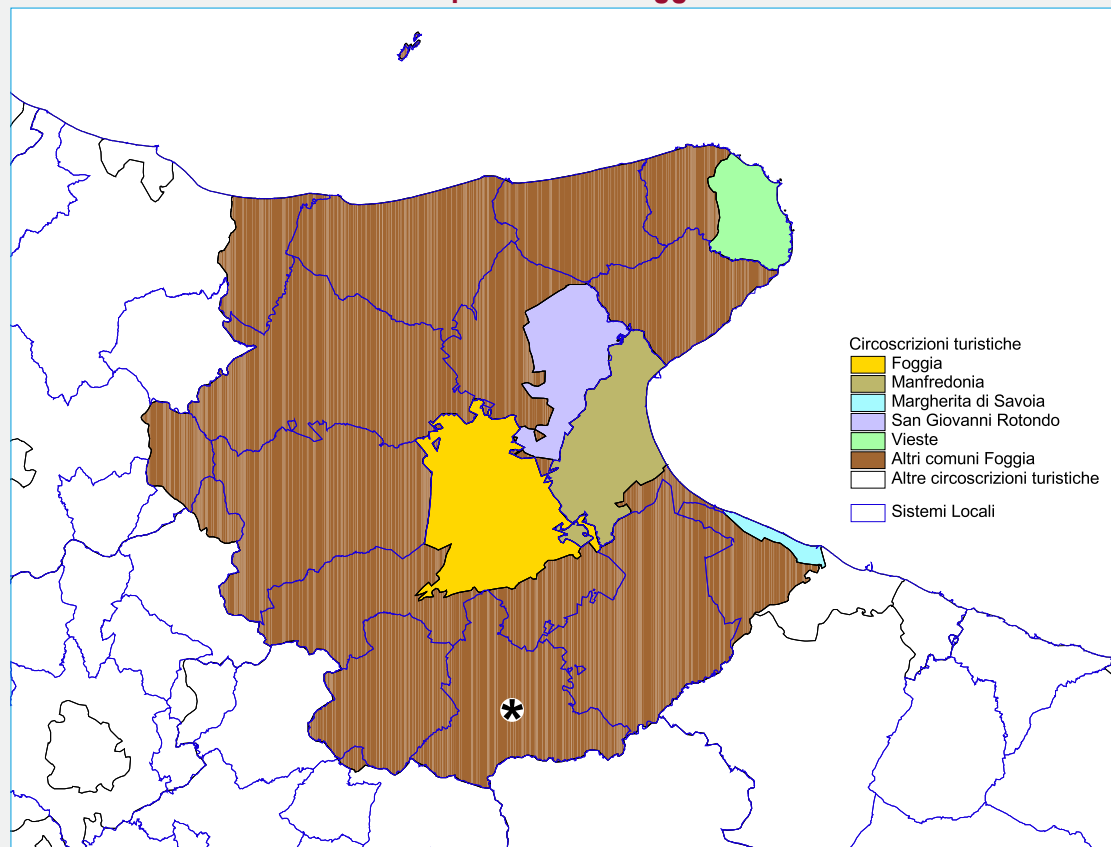 Circoscrizioni turistiche
Foggia
Manfredonia
Margherita di Savoia
San Giovanni Rotondo
Vieste
Altri comuni Foggia
Altre circoscrizioni turistiche
Sistemi Locali
*